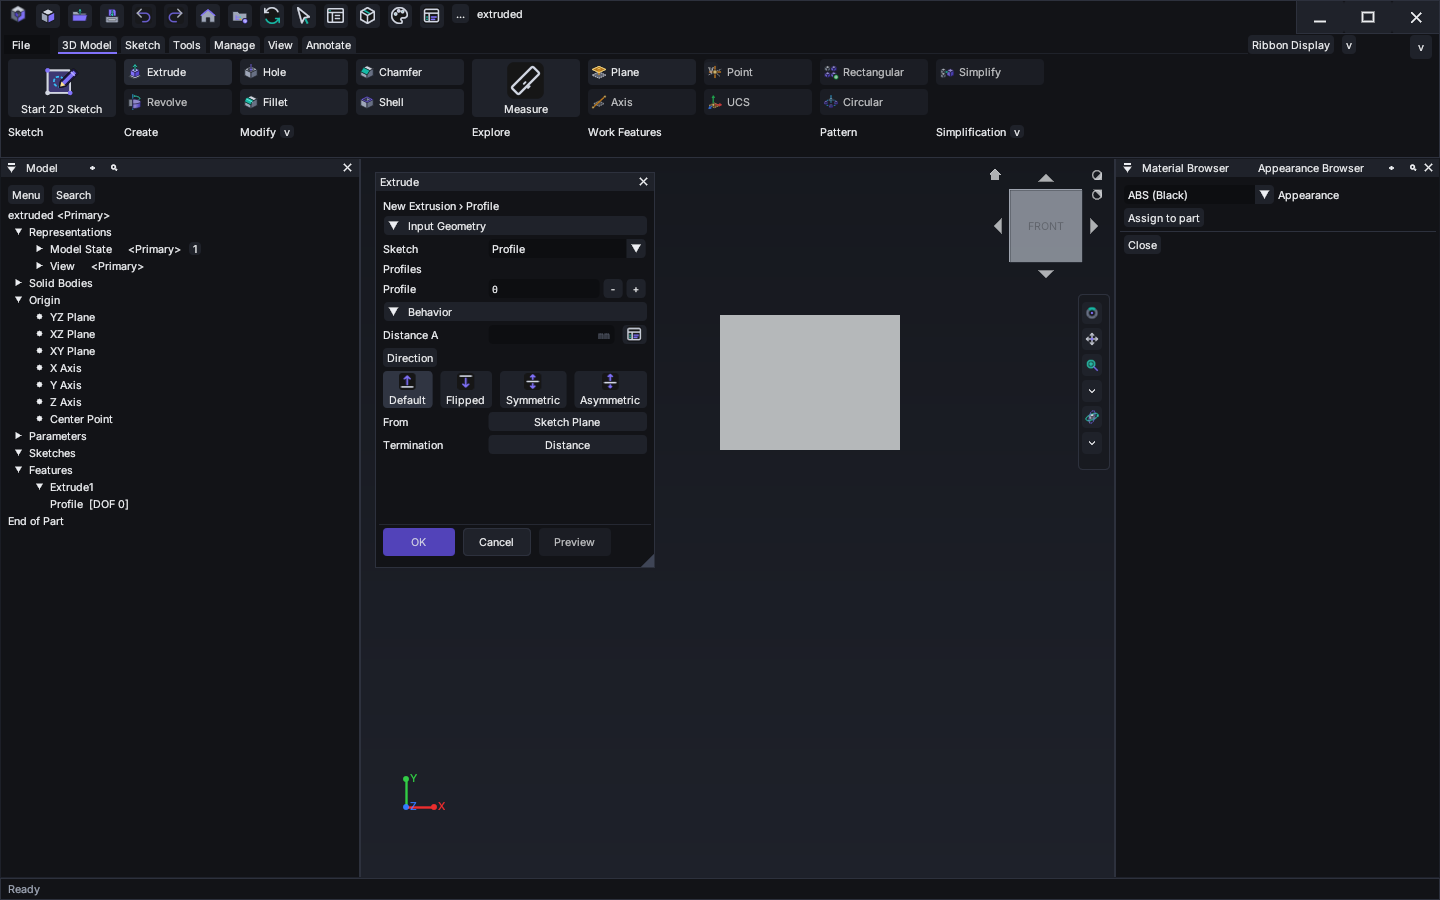 ... extruded
File 3D Model Sketch Tools Manage View Annotate Ribbon Display v v
Start 2D Sketch
Extrude
Revolve
Hole
Fillet
Chamfer
Shell
Measure
Plane
Axis
Point
UCS
Rectangular
Circular
Simplify
Sketch Create Modify v Explore Work Features Pattern Simplification v
Model
Menu Search
extruded <Primary>
Representations
Model State <Primary> 1
View <Primary>
Solid Bodies
Origin
YZ Plane
XZ Plane
XY Plane
X Axis
Y Axis
Z Axis
Center Point
Parameters
Sketches
Features
Extrude1
Profile [DOF 0]
End of Part
Extrude
New Extrusion › Profile
Input Geometry
Sketch Profile
Profiles
Profile 0 - +
Behavior
Distance A mm
Direction
Default Flipped Symmetric Asymmetric
From Sketch Plane
Termination Distance
OK Cancel Preview
FRONT
Y
Z X
Material Browser Appearance Browser
ABS (Black) Appearance
Assign to part
Close
Ready